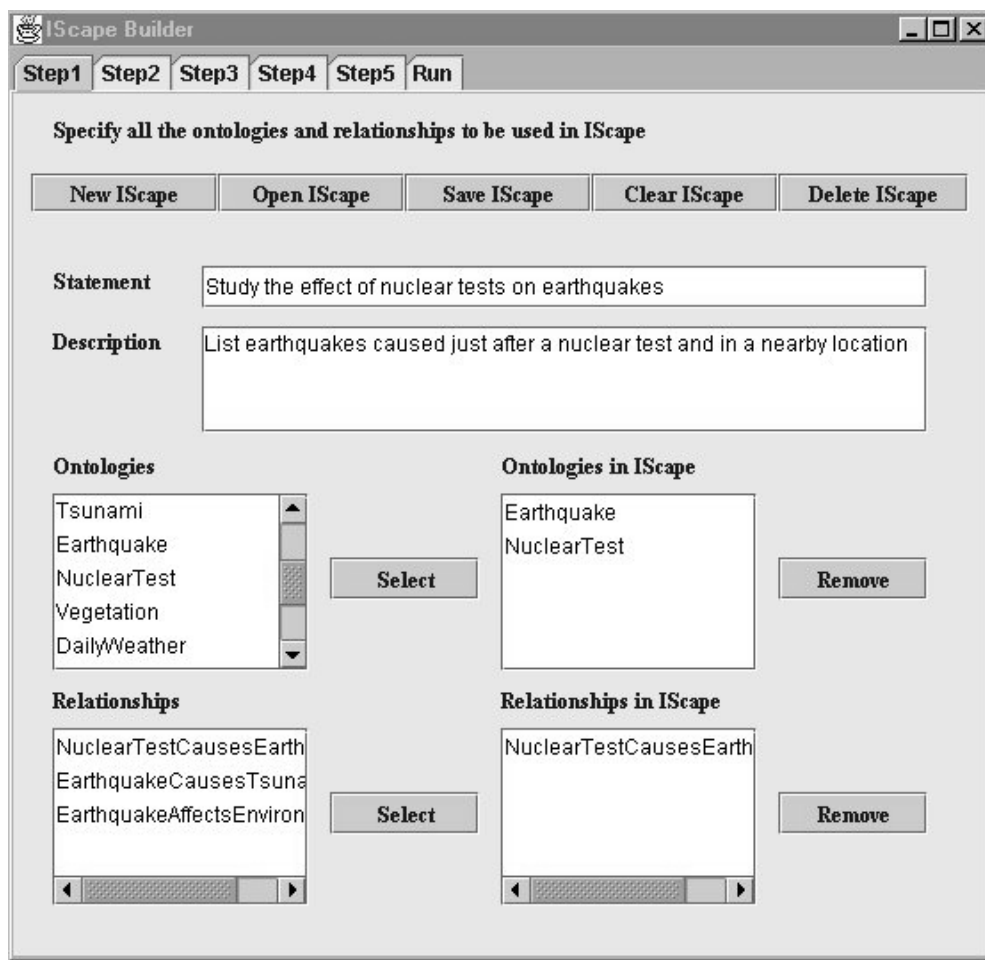 IScape Builder
Step1 Step2 Step3 Step4 Step5 Run
Specify all the ontologies and relationships to be used in IScape
New IScape Open IScape Save IScape Clear IScape Delete IScape
Statement Study the effect of nuclear tests on earthquakes
Description List earthquakes caused just after a nuclear test and in a nearby location
Ontologies Ontologies in IScape
Tsunami Earthquake
Earthquake NuclearTest
NuclearTest Select Remove
Vegetation
DailyWeather
Relationships Relationships in IScape
NuclearTestCausesEarth NuclearTestCausesEarth
EarthquakeCausesTsuna
EarthquakeAffectsEnviron Select Remove